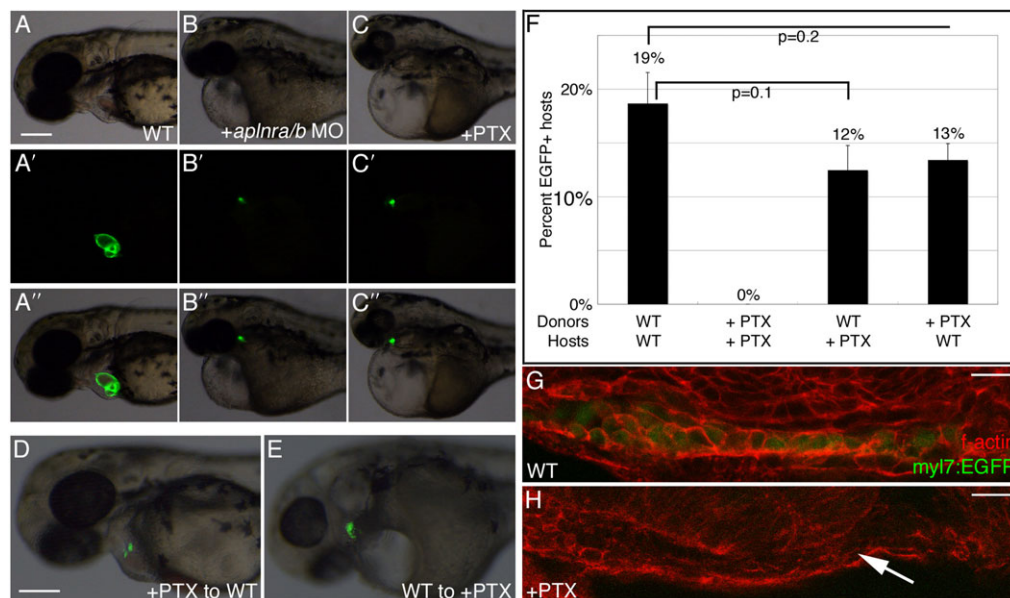 A
WT
B
+aplnra/b MO
C
+PTX
A'
B'
C'
A''
B''
C''
D
+PTX to WT
E
WT to +PTX
F
Percent EGFP+ hosts
20%
10%
0%
19%
0%
12%
13%
p=0.2
p=0.1
Donors WT + PTX WT + PTX
Hosts WT + PTX + PTX WT
G
WT
f-actin
myl7:EGFP
H
+PTX